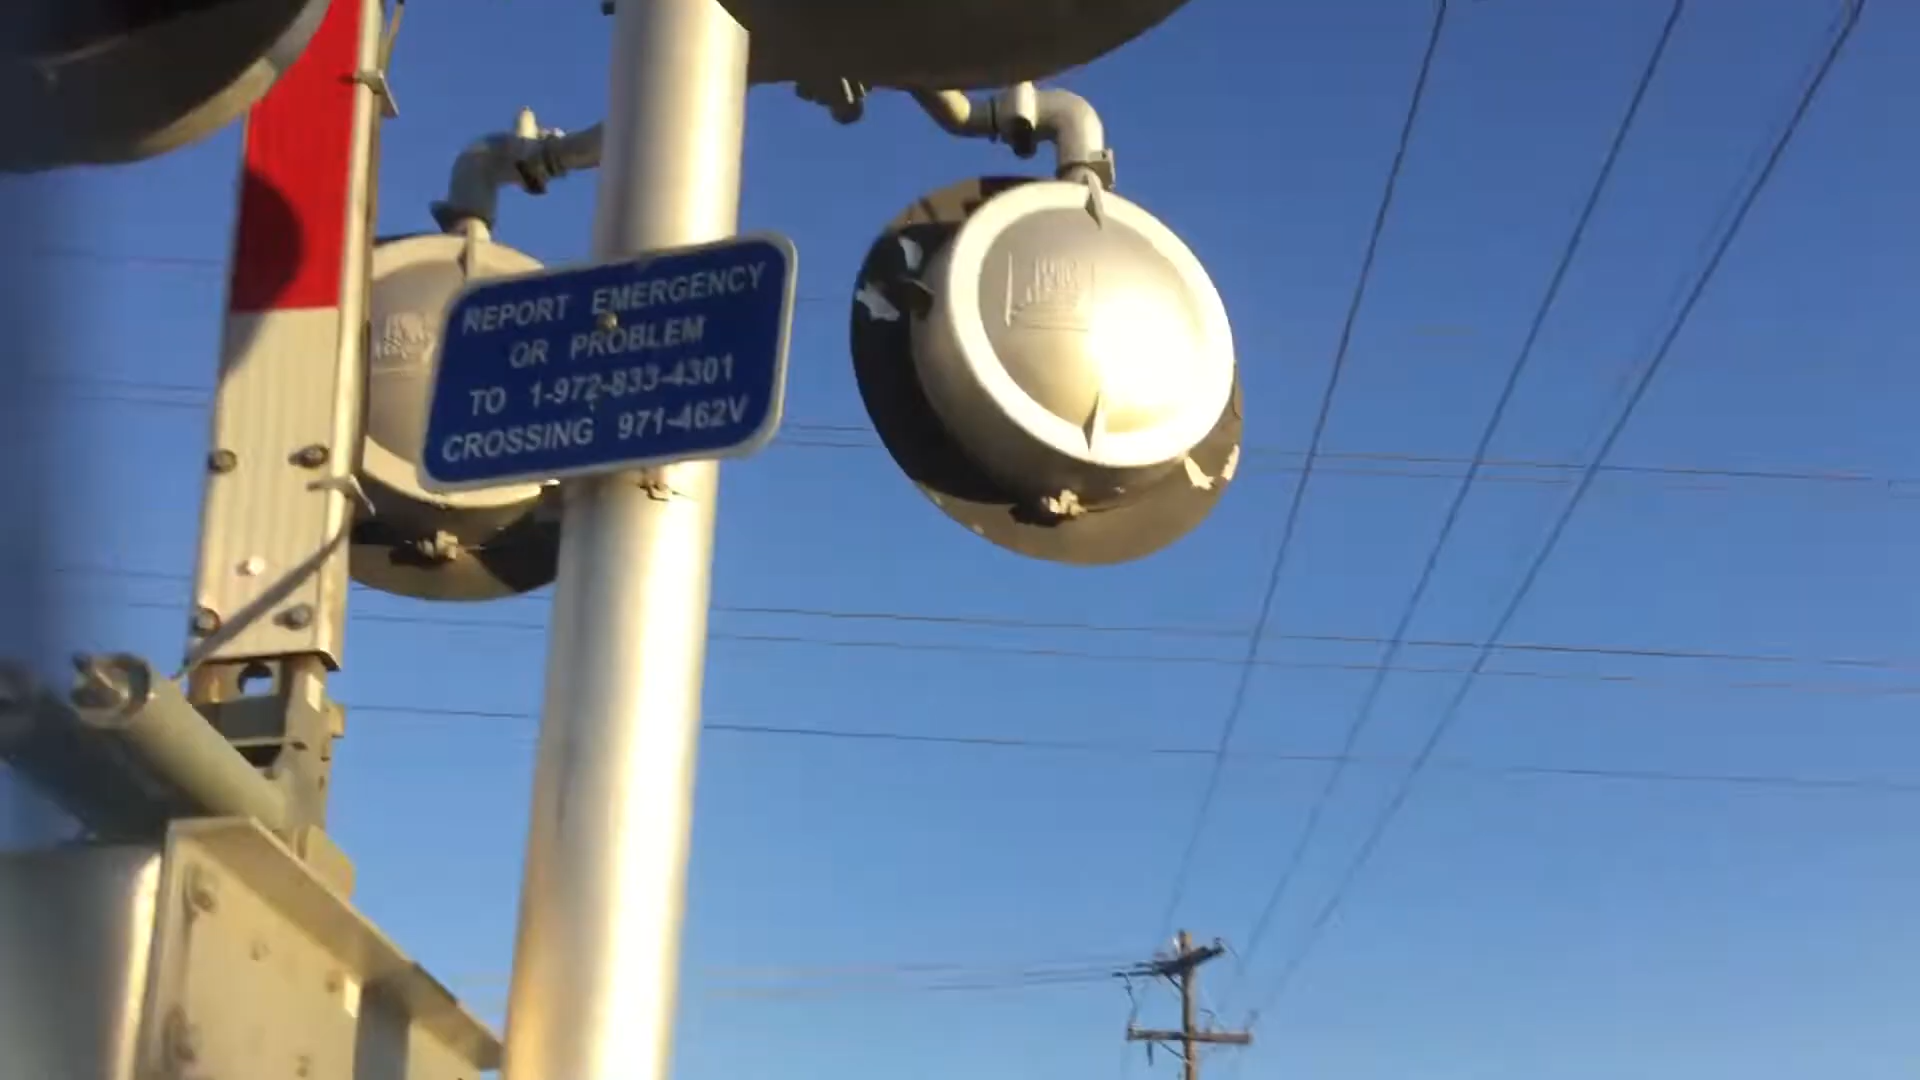 REPORT EMERGENCY
OR PROBLEM
TO 1-972-833-4301
CROSSING 971-462V